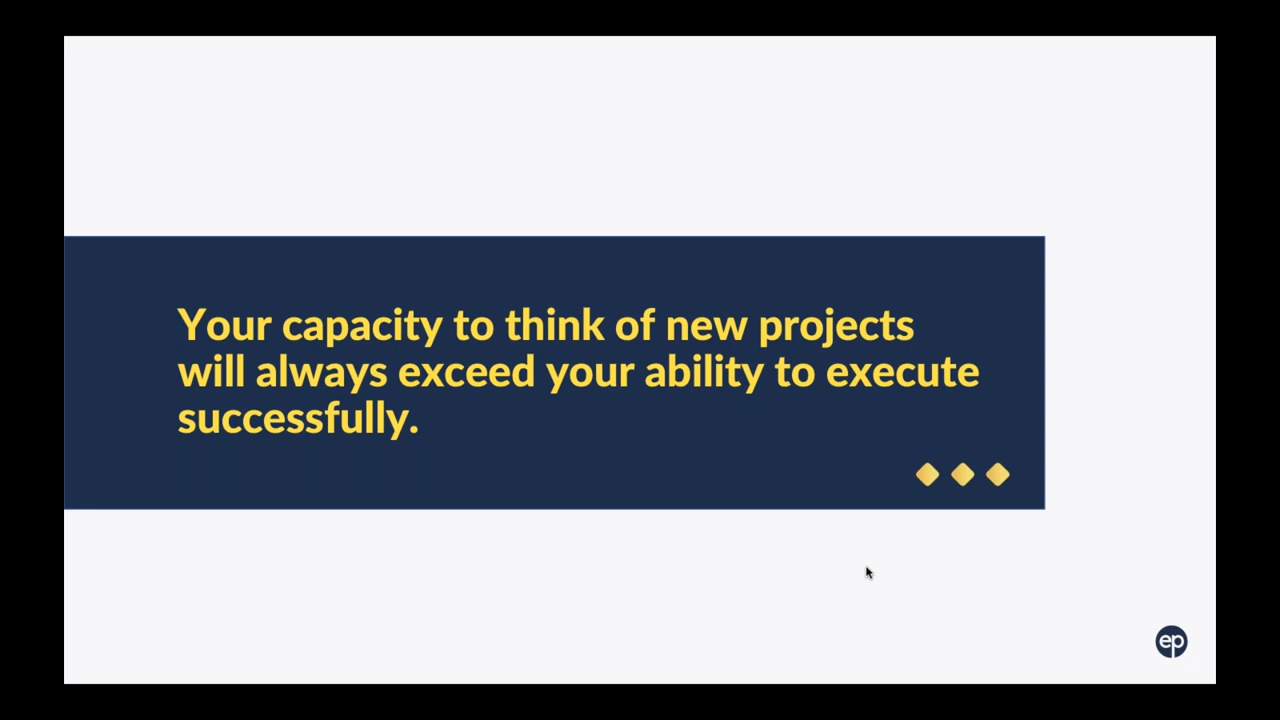 Your capacity to think of new projects
will always exceed your ability to execute
successfully.
ep